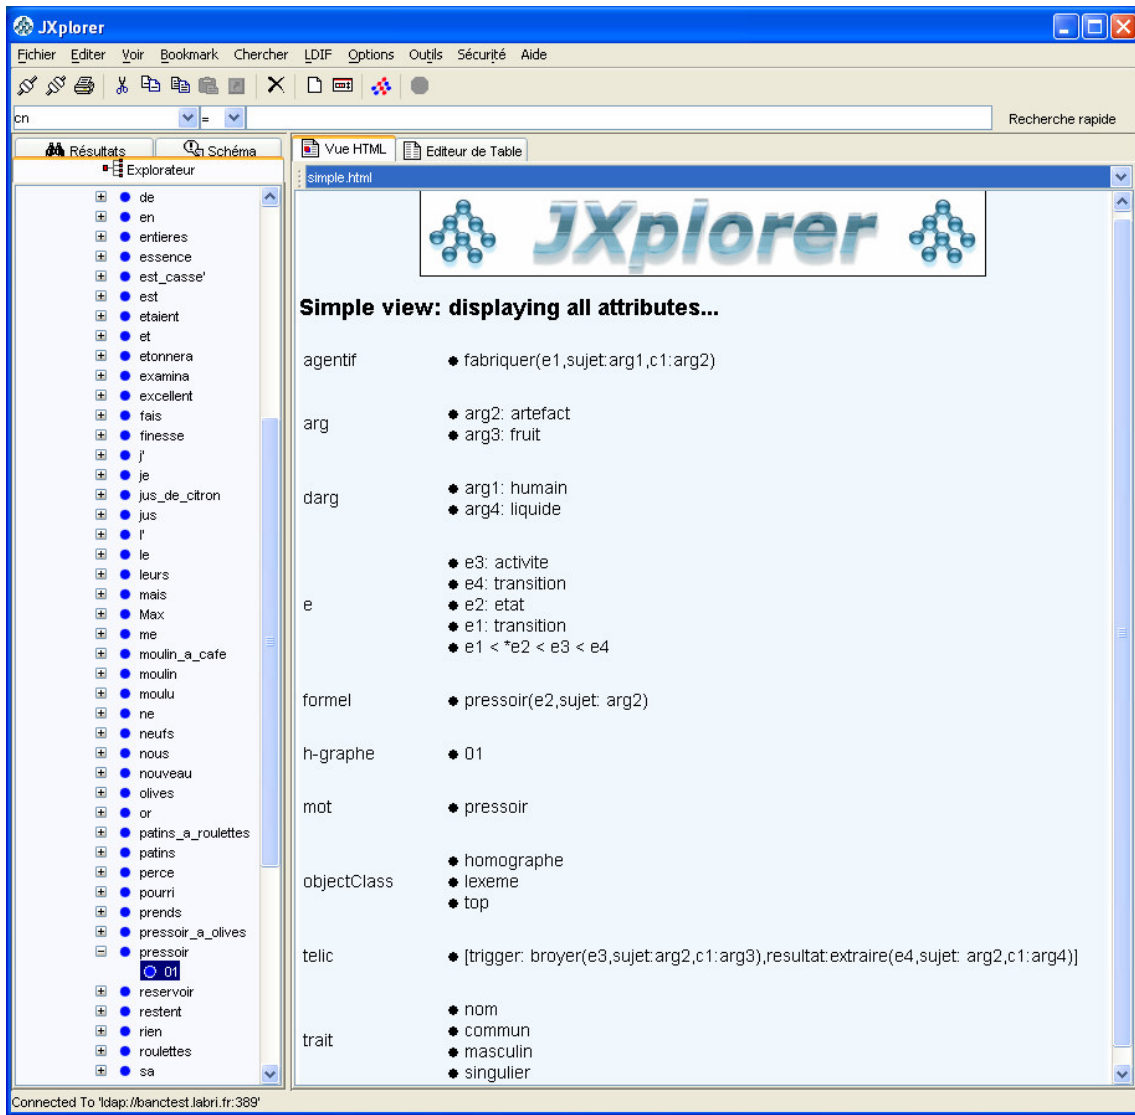 JXplorer
Fichier Editer Voir Bookmark Chercher LDIF Options Outils Sécurité Aide
cn = Recherche rapide
Résultats Schéma
Explorateur
de
en
entieres
essence
est_casse'
est
etaient
et
etonnera
examina
excellent
fais
finesse
j'
je
jus_de_citron
jus
l'
le
leurs
mais
Max
me
moulin_a_cafe
moulin
moulu
ne
neufs
nous
nouveau
olives
or
patins_a_roulettes
patins
perce
pourri
prends
pressoir_a_olives
pressoir
01
reservoir
restent
rien
roulettes
sa
Vue HTML Editeur de Table
simple.html
JXplorer
Simple view: displaying all attributes...
agentif fabriquer(e1,sujet:arg1,c1:arg2)
arg
arg2: artefact
arg3: fruit
darg
arg1: humain
arg4: liquide
e
e3: activite
e4: transition
e2: etat
e1: transition
e1 < *e2 < e3 < e4
formel pressoir(e2,sujet: arg2)
h-graphe 01
mot pressoir
objectClass
homographe
lexeme
top
telic [trigger: broyer(e3,sujet:arg2,c1:arg3),resultat:extraire(e4,sujet: arg2,c1:arg4)]
trait
nom
commun
masculin
singulier
Connected To 'ldap://banctest.labri.fr:389'